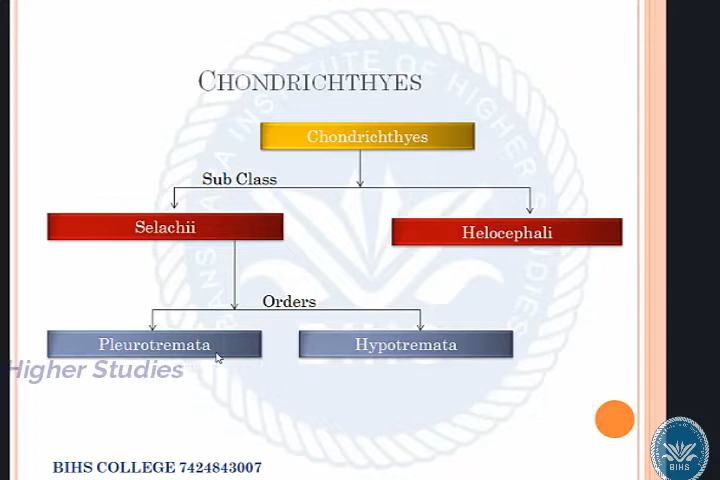 CHONDRICHTHYES
Chondrichthyes
Sub Class
Selachii
Helocephali
Orders
Pleurotremata
Hypotremata
Higher Studies
BIHS COLLEGE 7424843007
BIHS